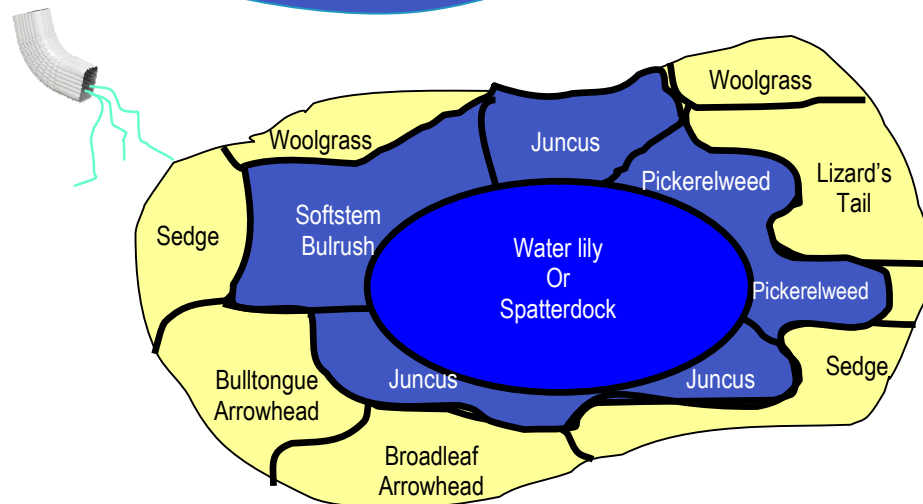 Woolgrass
Woolgrass
Juncus
Pickerelweed
Lizard's
Tail
Softstem
Bulrush
Sedge
Water lily
Or
Spatterdock
Pickerelweed
Sedge
Bulltongue
Arrowhead
Juncus
Juncus
Broadleaf
Arrowhead